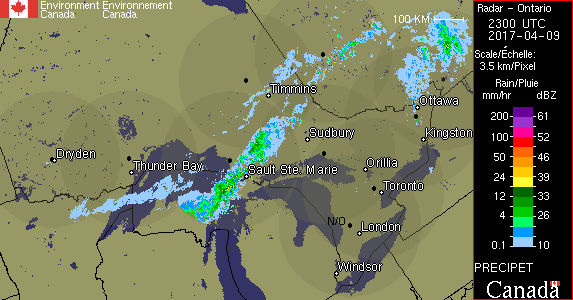 Environment Environnement
Canada Canada
100 KM
Timmins
Ottawa
Sudbury
Kingston
Dryden
Thunder Bay
Sault Ste. Marie
Orillia
Toronto
N/O
London
Windsor
Radar - Ontario
2300 UTC
2017-04-09
Scale/Échelle:
3.5 km/Pixel
Rain/Pluie
mm/hr dBZ
200 61
100 52
50 46
24 39
12 33
4 26
0.1 10
PRECIPET
Canada